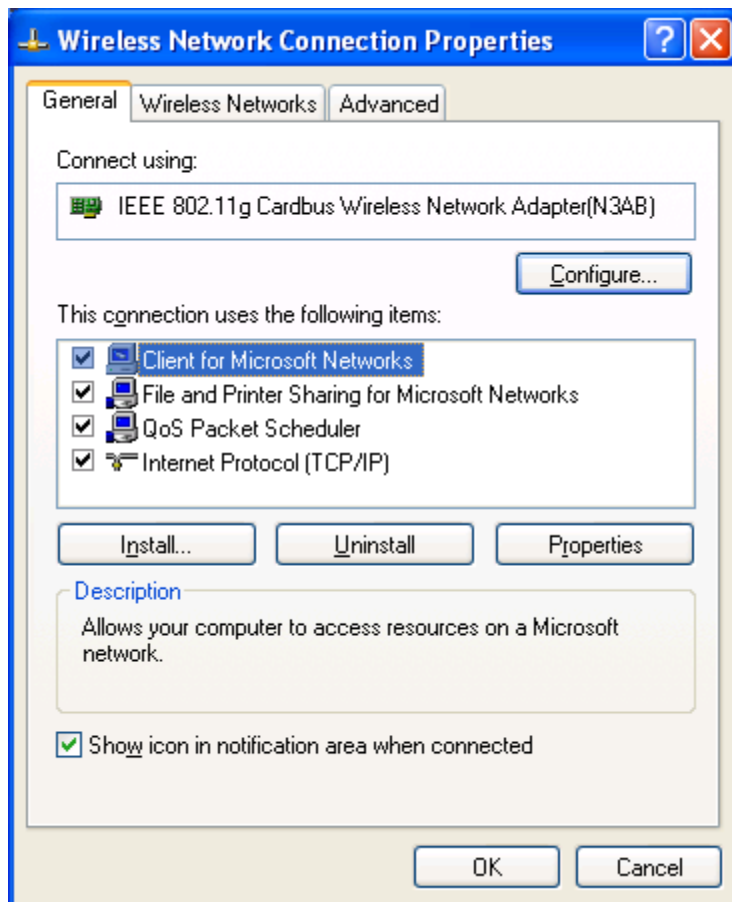 Wireless Network Connection Properties
General Wireless Networks Advanced
Connect using:
IEEE 802.11g Cardbus Wireless Network Adapter(N3AB)
Configure...
This connection uses the following items:
Client for Microsoft Networks
File and Printer Sharing for Microsoft Networks
QoS Packet Scheduler
Internet Protocol (TCP/IP)
Install... Uninstall Properties
Description
Allows your computer to access resources on a Microsoft
network.
Show icon in notification area when connected
OK Cancel